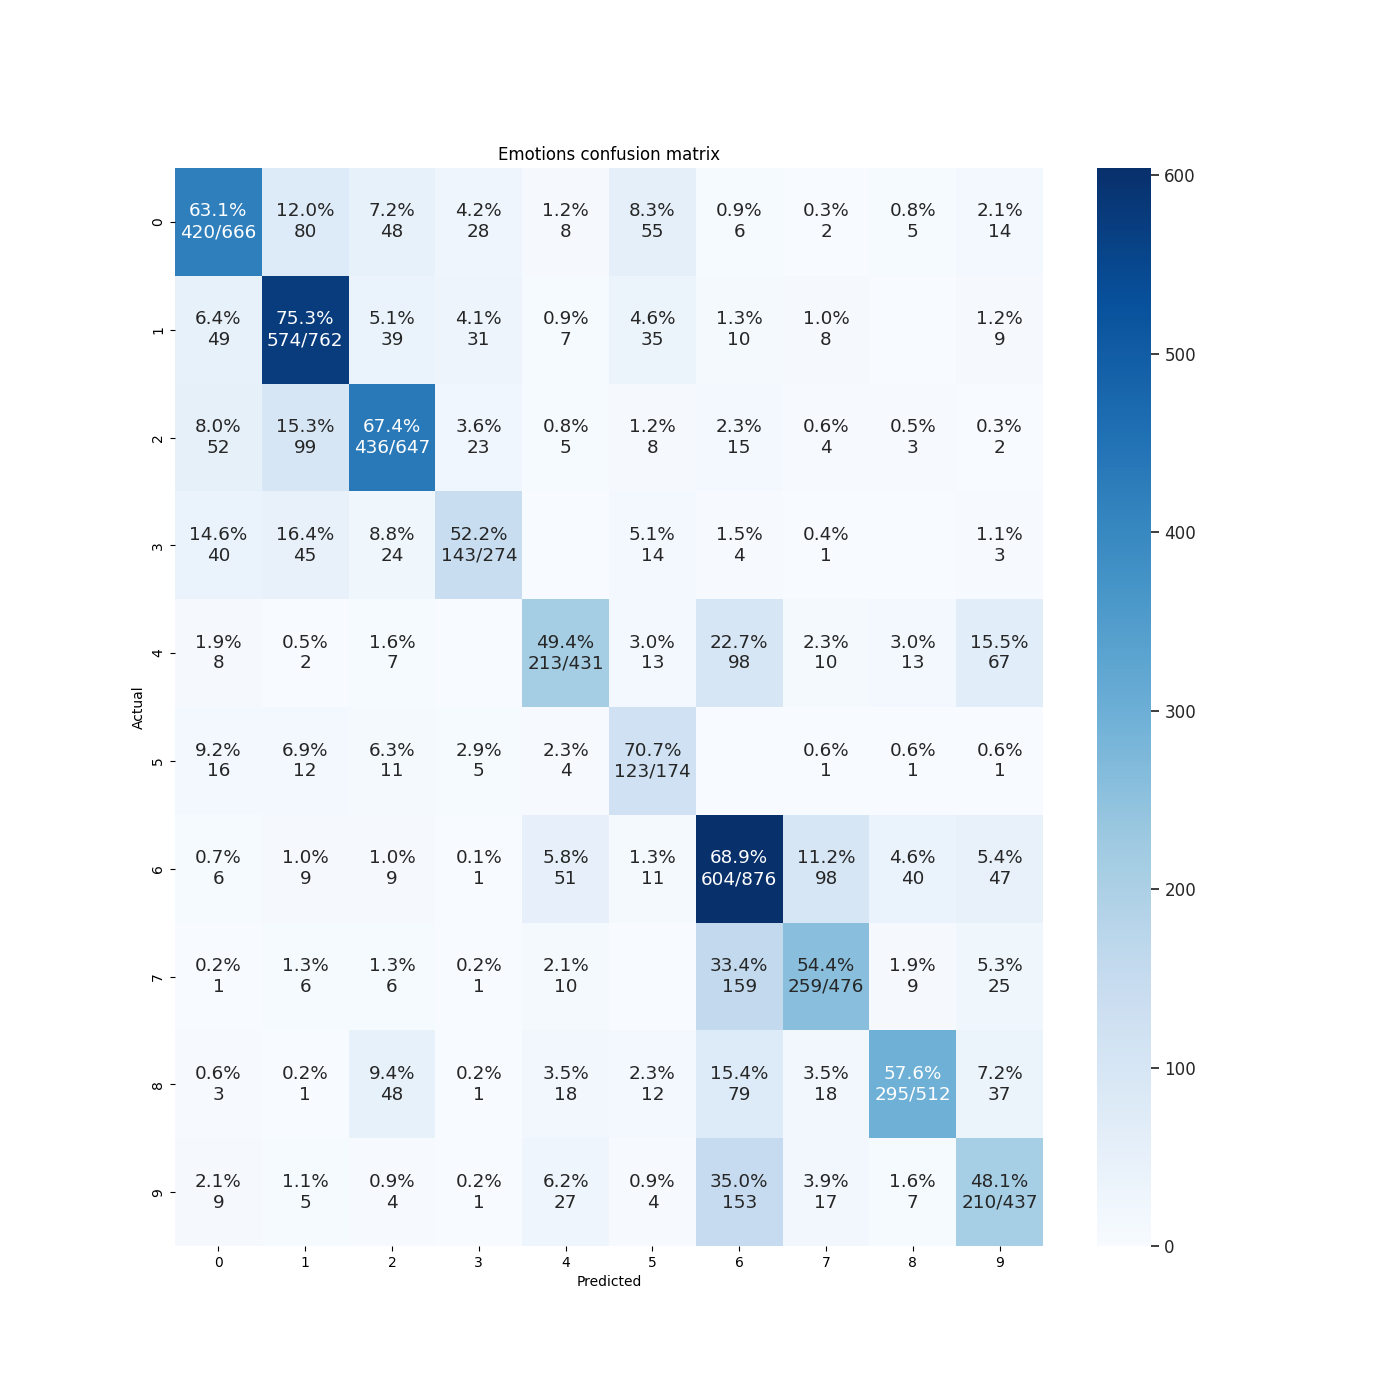 Emotions confusion matrix
63.1% 12.0% 7.2% 4.2% 1.2% 8.3% 0.9% 0.3% 0.8% 2.1%
0
420/666 80 48 28 8 55 6 2 5 14
6.4% 75.3% 5.1% 4.1% 0.9% 4.6% 1.3% 1.0% 1.2%
1
49 574/762 39 31 7 35 10 8 9
8.0% 15.3% 67.4% 3.6% 0.8% 1.2% 2.3% 0.6% 0.5% 0.3%
2
52 99 436/647 23 5 8 15 4 3 2
14.6% 16.4% 8.8% 52.2% 5.1% 1.5% 0.4% 1.1%
3
40 45 24 143/274 14 4 1 3
1.9% 0.5% 1.6% 49.4% 3.0% 22.7% 2.3% 3.0% 15.5%
4
8 2 7 213/431 13 98 10 13 67
Actual
9.2% 6.9% 6.3% 2.9% 2.3% 70.7% 0.6% 0.6% 0.6%
5
16 12 11 5 4 123/174 1 1 1
0.7% 1.0% 1.0% 0.1% 5.8% 1.3% 68.9% 11.2% 4.6% 5.4%
6
6 9 9 1 51 11 604/876 98 40 47
0.2% 1.3% 1.3% 0.2% 2.1% 33.4% 54.4% 1.9% 5.3%
7
1 6 6 1 10 159 259/476 9 25
0.6% 0.2% 9.4% 0.2% 3.5% 2.3% 15.4% 3.5% 57.6% 7.2%
8
3 1 48 1 18 12 79 18 295/512 37
2.1% 1.1% 0.9% 0.2% 6.2% 0.9% 35.0% 3.9% 1.6% 48.1%
9
9 5 4 1 27 4 153 17 7 210/437
0 1 2 3 4 5 6 7 8 9
Predicted
600
500
400
300
200
100
0